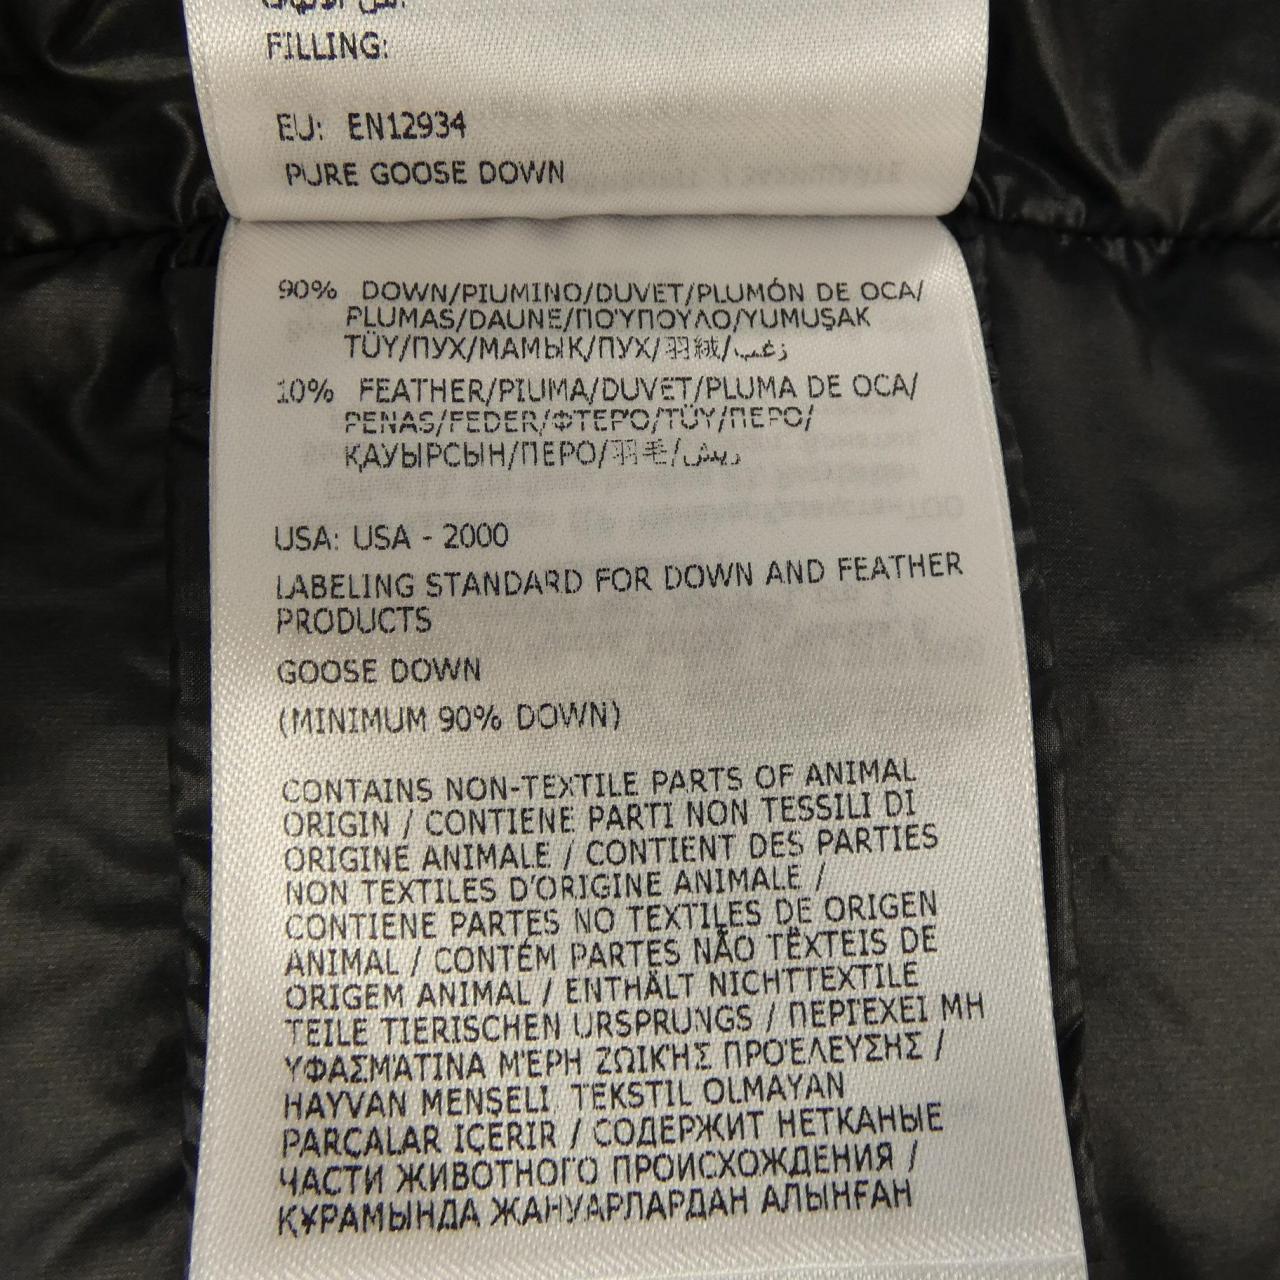 FILLING:
EU: EN12934
PURE GOOSE DOWN
90% DOWN/PIUMINO/DUVET/PLUMÓN DE OCA/
PLUMAS/DAUNE/ΠΟΎΠΟΥΛΟ/YUMUŞAK
TÜY/ПУХ/МАМЫҚ/ПУХ/羽絨/زغب
10% FEATHER/PIUMA/DUVET/PLUMA DE OCA/
PENAS/FEDER/ΦΤΕΡΌ/TÜY/ПЕРО/
ҚАУЫРСЫН/ПЕРО/羽毛/ريش
USA: USA - 2000
LABELING STANDARD FOR DOWN AND FEATHER
PRODUCTS
GOOSE DOWN
(MINIMUM 90% DOWN)
CONTAINS NON-TEXTILE PARTS OF ANIMAL
ORIGIN / CONTIENE PARTI NON TESSILI DI
ORIGINE ANIMALE / CONTIENT DES PARTIES
NON TEXTILES D'ORIGINE ANIMALE /
CONTIENE PARTES NO TEXTILES DE ORIGEN
ANIMAL / CONTÉM PARTES NÃO TÊXTEIS DE
ORIGEM ANIMAL / ENTHÄLT NICHTTEXTILE
TEILE TIERISCHEN URSPRUNGS / ΠΕΡΙΈΧΕΙ ΜΗ
ΥΦΑΣΜΆΤΙΝΑ ΜΈΡΗ ΖΩΙΚΉΣ ΠΡΟΈΛΕΥΣΗΣ /
HAYVAN MENŞELİ TEKSTİL OLMAYAN
PARÇALAR İÇERİR / СОДЕРЖИТ НЕТКАНЫЕ
ЧАСТИ ЖИВОТНОГО ПРОИСХОЖДЕНИЯ /
ҚҰРАМЫНДА ЖАНУАРЛАРДАН АЛЫНҒАН